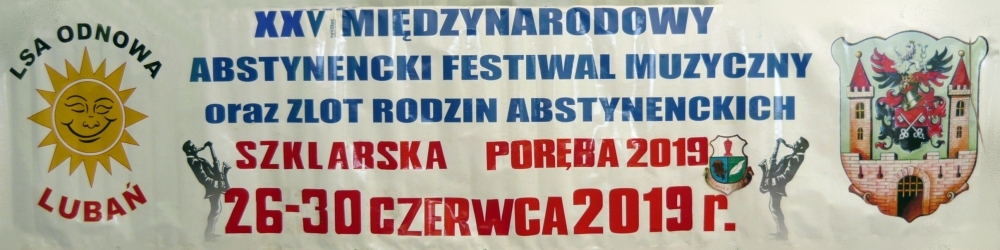 LSA ODNOWA
LUBAŃ
XXV MIĘDZYNARODOWY
ABSTYNENCKI FESTIWAL MUZYCZNY
oraz ZLOT RODZIN ABSTYNENCKICH
SZKLARSKA PORĘBA 2019
26-30 CZERWCA 2019 r.